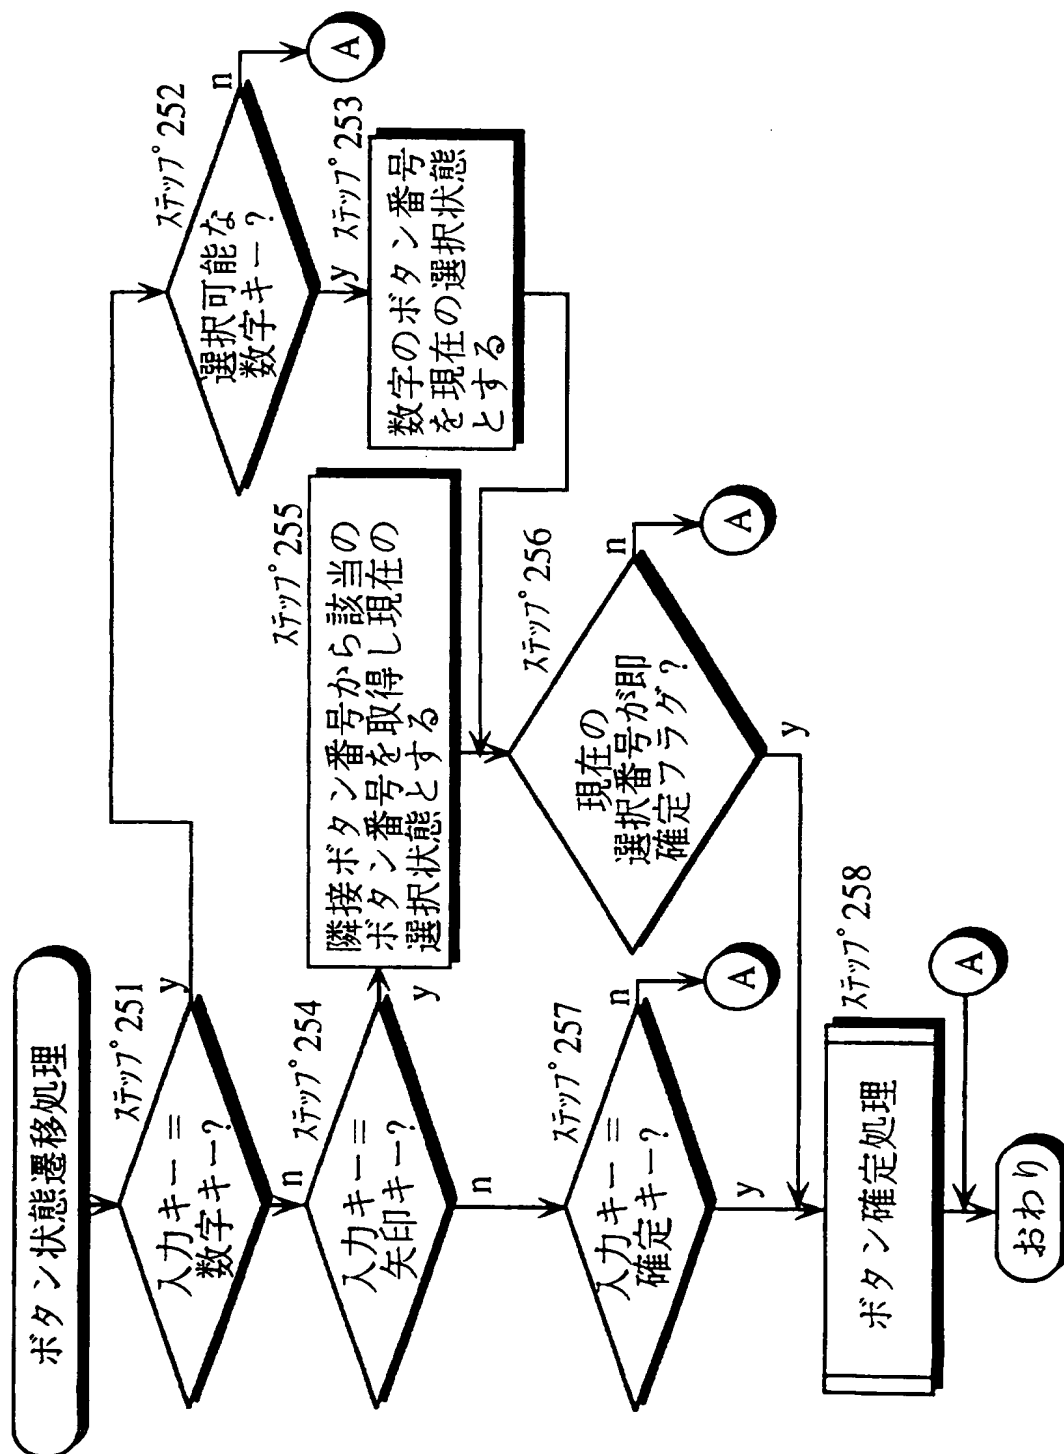 ボタン状態遷移処理
ステップ251
入力キー＝
数字キー？
y
n
ステップ252
選択可能な
数字キー？
n
A
y
ステップ253
数字のボタン番号
を現在の選択状態
とする
ステップ254
入力キー＝
矢印キー？
y
n
ステップ255
隣接ボタン番号から該当の
ボタン番号を取得し現在の
選択状態とする
ステップ256
現在の
選択番号が即
確定フラグ？
n
A
y
ステップ257
入力キー＝
確定キー？
n
A
y
ステップ258
ボタン確定処理
A
おわり